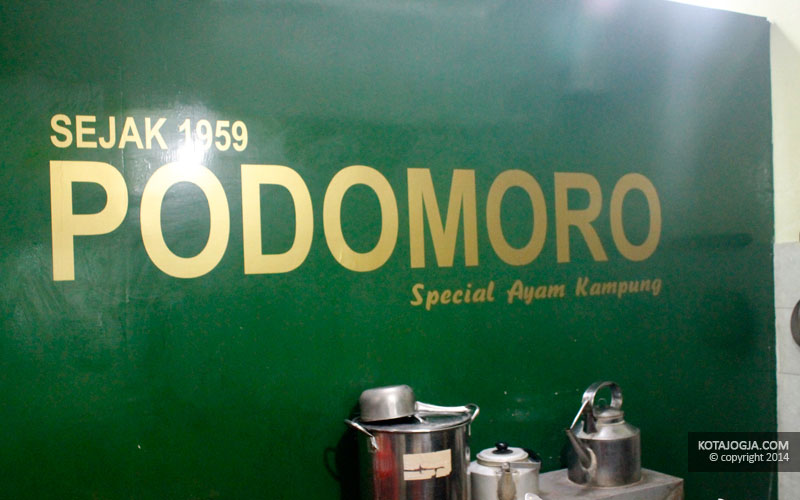 SEJAK 1959
PODOMORO
Special Ayam Kampung
KOTAJOGJA.COM
© copyright 2014